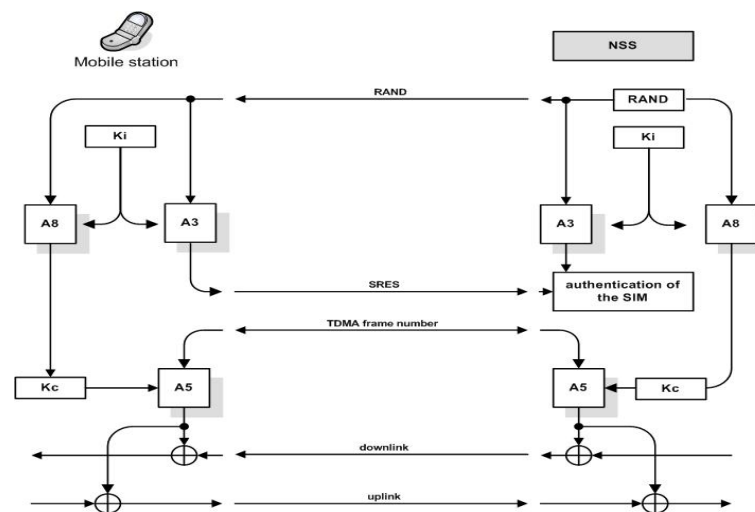 Mobile station
NSS
RAND
RAND
Ki
Ki
A8
A3
A3
A8
SRES
authentication of
the SIM
TDMA frame number
Kc
A5
A5
Kc
downlink
uplink